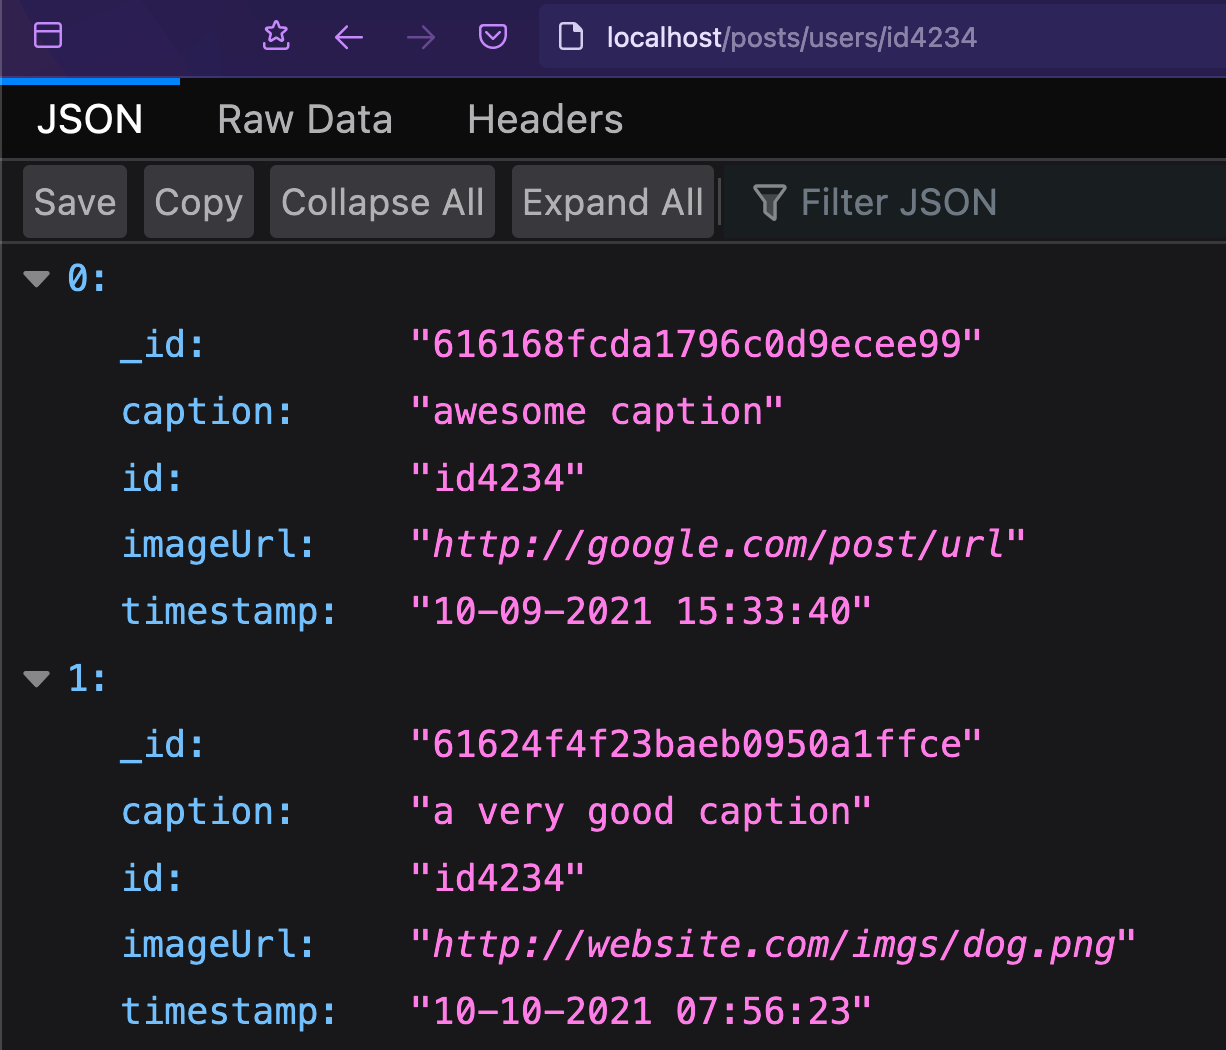 localhost/posts/users/id4234
JSON Raw Data Headers
Save Copy Collapse All Expand All Filter JSON
0:
_id: "616168fcda1796c0d9ecee99"
caption: "awesome caption"
id: "id4234"
imageUrl: "http://google.com/post/url"
timestamp: "10-09-2021 15:33:40"
1:
_id: "61624f4f23baeb0950a1ffce"
caption: "a very good caption"
id: "id4234"
imageUrl: "http://website.com/imgs/dog.png"
timestamp: "10-10-2021 07:56:23"